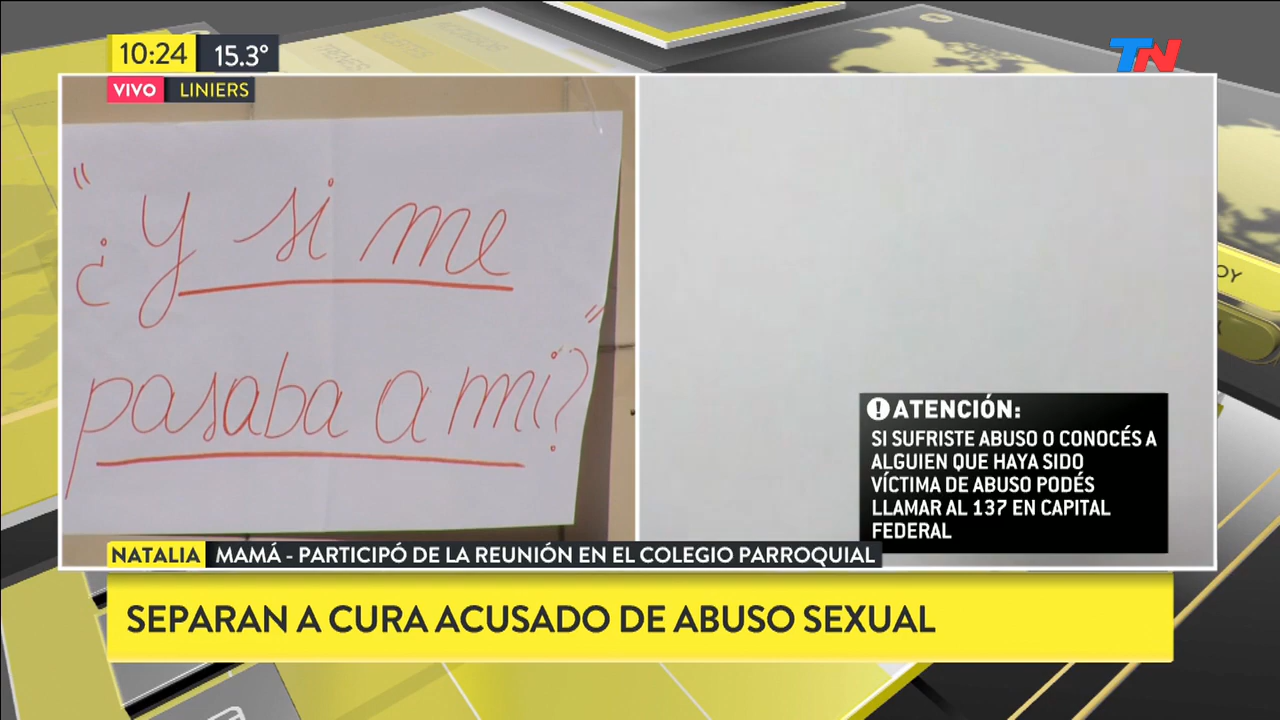 10:24 15.3°
TN
VIVO LINIERS
"¿Y si me
pasaba a mi?"
OY
! ATENCIÓN:
SI SUFRISTE ABUSO O CONOCÉS A
ALGUIEN QUE HAYA SIDO
VÍCTIMA DE ABUSO PODÉS
LLAMAR AL 137 EN CAPITAL
FEDERAL
NATALIA MAMÁ - PARTICIPÓ DE LA REUNIÓN EN EL COLEGIO PARROQUIAL
SEPARAN A CURA ACUSADO DE ABUSO SEXUAL